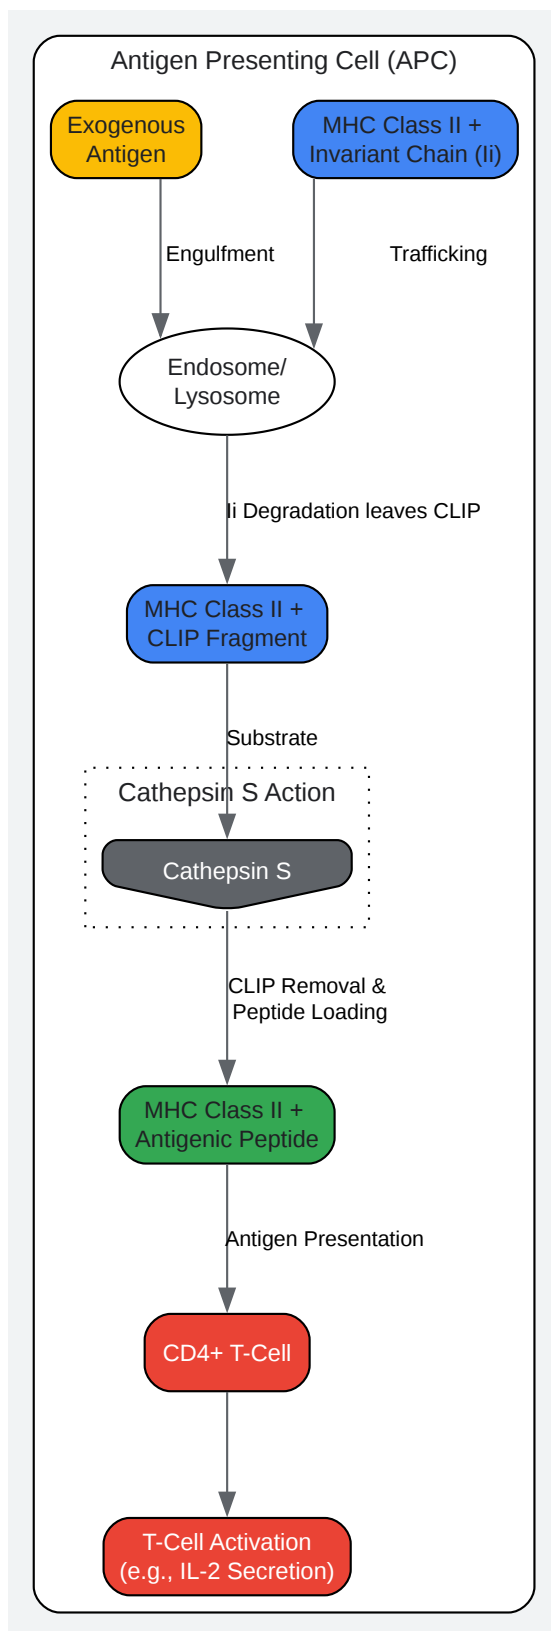 Antigen Presenting Cell (APC)
Exogenous
Antigen
MHC Class II +
Invariant Chain (Ii)
Engulfment
Trafficking
Endosome/
Lysosome
Ii Degradation leaves CLIP
MHC Class II +
CLIP Fragment
Substrate
Cathepsin S Action
Cathepsin S
CLIP Removal &
Peptide Loading
MHC Class II +
Antigenic Peptide
Antigen Presentation
CD4+ T-Cell
T-Cell Activation
(e.g., IL-2 Secretion)